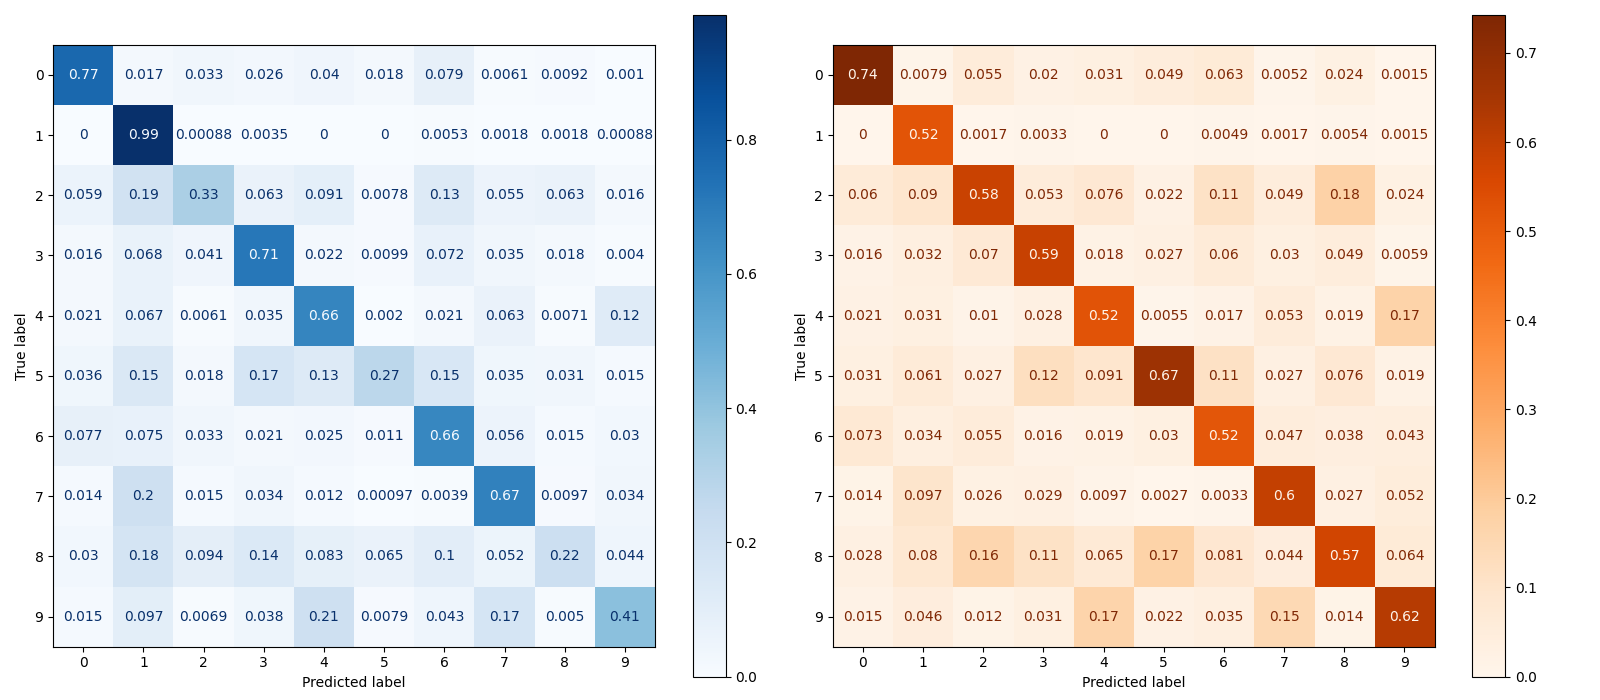 0 0.77 0.017 0.033 0.026 0.04 0.018 0.079 0.0061 0.0092 0.001
1 0 0.99 0.00088 0.0035 0 0 0.0053 0.0018 0.0018 0.00088
2 0.059 0.19 0.33 0.063 0.091 0.0078 0.13 0.055 0.063 0.016
3 0.016 0.068 0.041 0.71 0.022 0.0099 0.072 0.035 0.018 0.004
4 0.021 0.067 0.0061 0.035 0.66 0.002 0.021 0.063 0.0071 0.12
5 0.036 0.15 0.018 0.17 0.13 0.27 0.15 0.035 0.031 0.015
6 0.077 0.075 0.033 0.021 0.025 0.011 0.66 0.056 0.015 0.03
7 0.014 0.2 0.015 0.034 0.012 0.00097 0.0039 0.67 0.0097 0.034
8 0.03 0.18 0.094 0.14 0.083 0.065 0.1 0.052 0.22 0.044
9 0.015 0.097 0.0069 0.038 0.21 0.0079 0.043 0.17 0.005 0.41
0 1 2 3 4 5 6 7 8 9
Predicted label
True label
0.8
0.6
0.4
0.2
0.0
0 0.74 0.0079 0.055 0.02 0.031 0.049 0.063 0.0052 0.024 0.0015
1 0 0.52 0.0017 0.0033 0 0 0.0049 0.0017 0.0054 0.0015
2 0.06 0.09 0.58 0.053 0.076 0.022 0.11 0.049 0.18 0.024
3 0.016 0.032 0.07 0.59 0.018 0.027 0.06 0.03 0.049 0.0059
4 0.021 0.031 0.01 0.028 0.52 0.0055 0.017 0.053 0.019 0.17
5 0.031 0.061 0.027 0.12 0.091 0.67 0.11 0.027 0.076 0.019
6 0.073 0.034 0.055 0.016 0.019 0.03 0.52 0.047 0.038 0.043
7 0.014 0.097 0.026 0.029 0.0097 0.0027 0.0033 0.6 0.027 0.052
8 0.028 0.08 0.16 0.11 0.065 0.17 0.081 0.044 0.57 0.064
9 0.015 0.046 0.012 0.031 0.17 0.022 0.035 0.15 0.014 0.62
0 1 2 3 4 5 6 7 8 9
Predicted label
True label
0.7
0.6
0.5
0.4
0.3
0.2
0.1
0.0